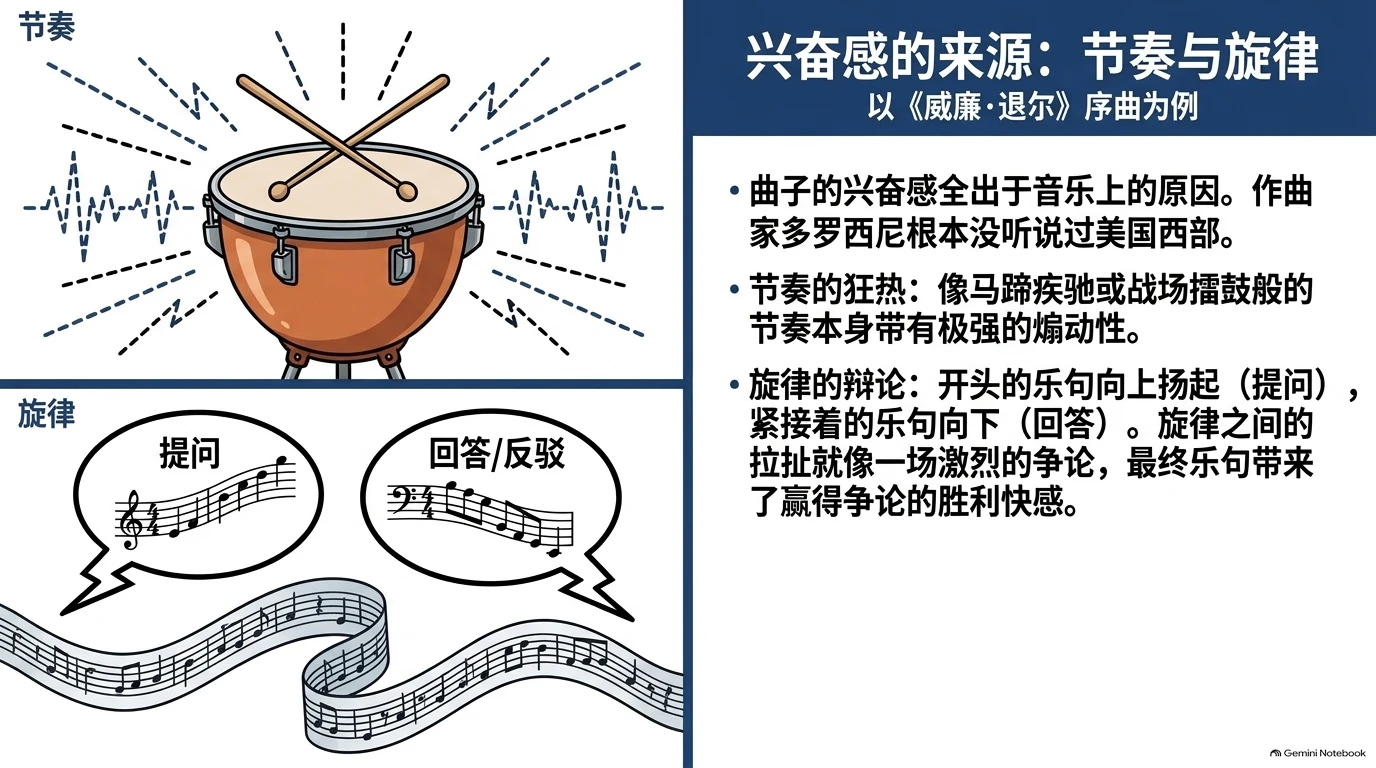 节奏
旋律
提问
回答/反驳
兴奋感的来源：节奏与旋律
以《威廉·退尔》序曲为例
• 曲子的兴奋感全出于音乐上的原因。作曲
家多罗西尼根本没听说过美国西部。
• 节奏的狂热：像马蹄疾驰或战场擂鼓般的
节奏本身带有极强的煽动性。
• 旋律的辩论：开头的乐句向上扬起（提问），
紧接着的乐句向下（回答）。旋律之间的
拉扯就像一场激烈的争论，最终乐句带来
了赢得争论的胜利快感。
Gemini Notebook